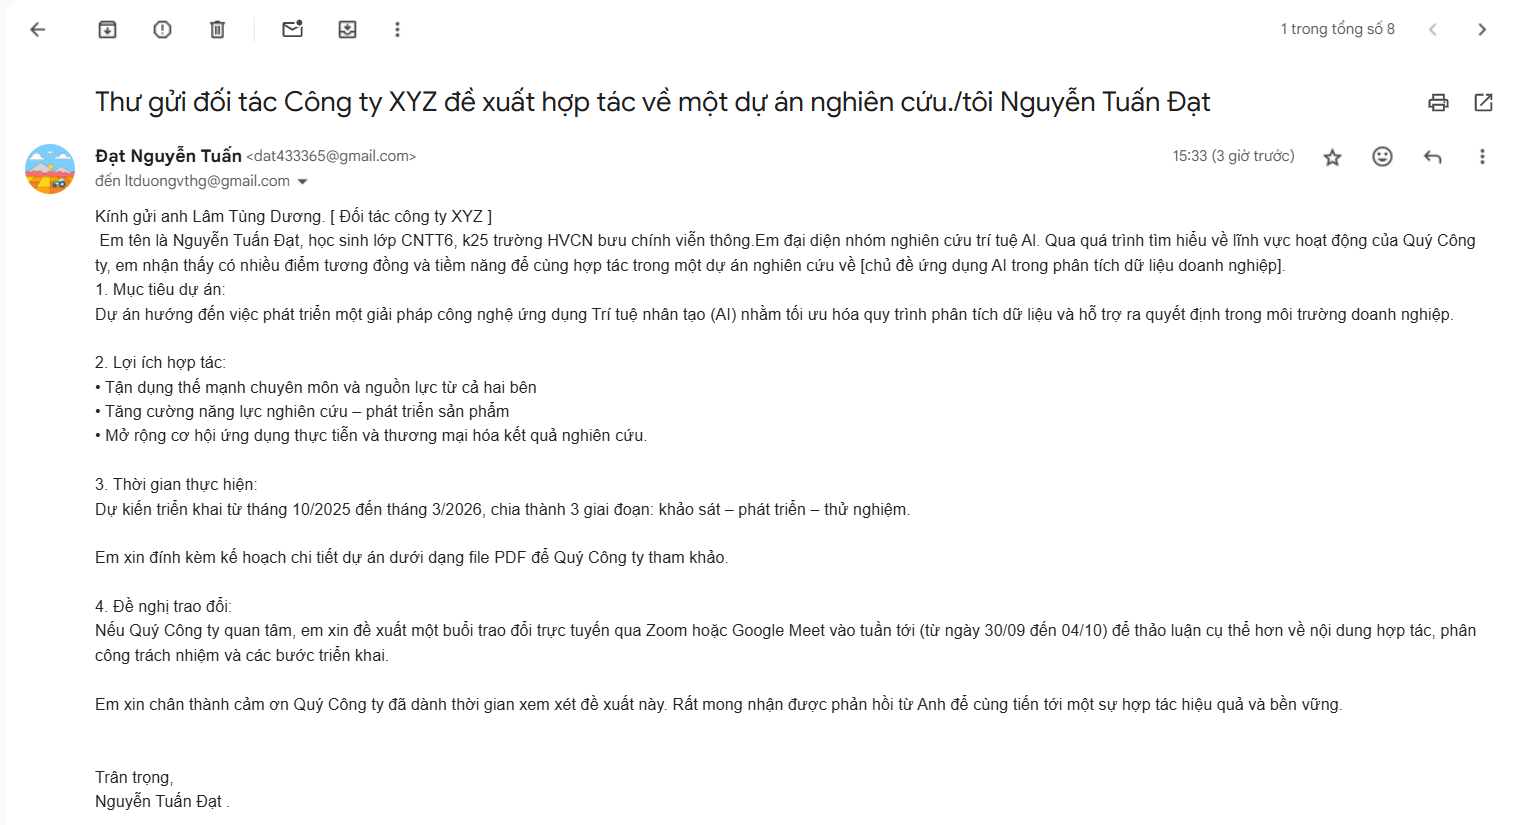 1 trong tổng số 8
Thư gửi đối tác Công ty XYZ đề xuất hợp tác về một dự án nghiên cứu./tôi Nguyễn Tuấn Đạt
Đạt Nguyễn Tuấn <dat433365@gmail.com>
15:33 (3 giờ trước)
đến ltduongvthg@gmail.com
Kính gửi anh Lâm Tùng Dương. [ Đối tác công ty XYZ ]
Em tên là Nguyễn Tuấn Đạt, học sinh lớp CNTT6, k25 trường HVCN bưu chính viễn thông.Em đại diện nhóm nghiên cứu trí tuệ AI. Qua quá trình tìm hiểu về lĩnh vực hoạt động của Quý Công
ty, em nhận thấy có nhiều điểm tương đồng và tiềm năng để cùng hợp tác trong một dự án nghiên cứu về [chủ đề ứng dụng AI trong phân tích dữ liệu doanh nghiệp].
1. Mục tiêu dự án:
Dự án hướng đến việc phát triển một giải pháp công nghệ ứng dụng Trí tuệ nhân tạo (AI) nhằm tối ưu hóa quy trình phân tích dữ liệu và hỗ trợ ra quyết định trong môi trường doanh nghiệp.
2. Lợi ích hợp tác:
• Tận dụng thế mạnh chuyên môn và nguồn lực từ cả hai bên
• Tăng cường năng lực nghiên cứu – phát triển sản phẩm
• Mở rộng cơ hội ứng dụng thực tiễn và thương mại hóa kết quả nghiên cứu.
3. Thời gian thực hiện:
Dự kiến triển khai từ tháng 10/2025 đến tháng 3/2026, chia thành 3 giai đoạn: khảo sát – phát triển – thử nghiệm.
Em xin đính kèm kế hoạch chi tiết dự án dưới dạng file PDF để Quý Công ty tham khảo.
4. Đề nghị trao đổi:
Nếu Quý Công ty quan tâm, em xin đề xuất một buổi trao đổi trực tuyến qua Zoom hoặc Google Meet vào tuần tới (từ ngày 30/09 đến 04/10) để thảo luận cụ thể hơn về nội dung hợp tác, phân
công trách nhiệm và các bước triển khai.
Em xin chân thành cảm ơn Quý Công ty đã dành thời gian xem xét đề xuất này. Rất mong nhận được phản hồi từ Anh để cùng tiến tới một sự hợp tác hiệu quả và bền vững.
Trân trọng,
Nguyễn Tuấn Đạt .